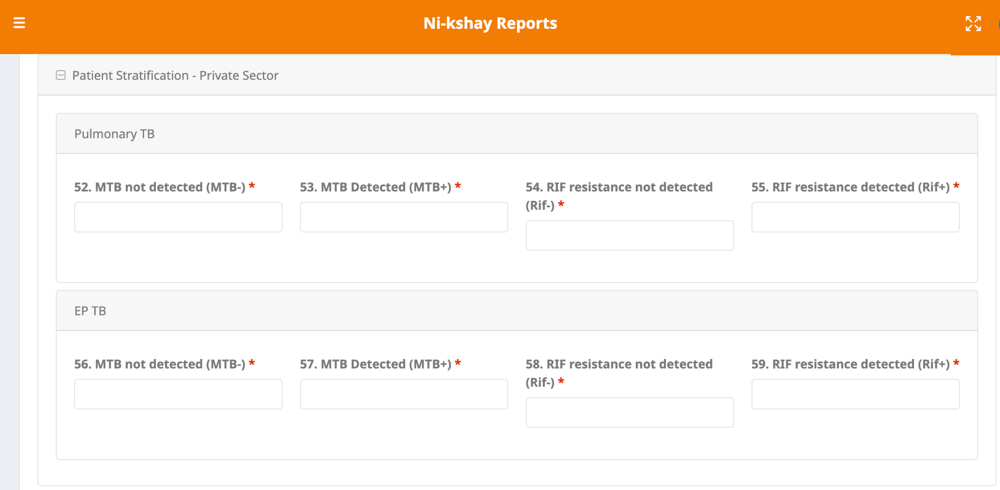 Ni-kshay Reports
Patient Stratification - Private Sector
Pulmonary TB
52. MTB not detected (MTB-) *
53. MTB Detected (MTB+) *
54. RIF resistance not detected
(Rif-) *
55. RIF resistance detected (Rif+) *
EP TB
56. MTB not detected (MTB-) *
57. MTB Detected (MTB+) *
58. RIF resistance not detected
(Rif-) *
59. RIF resistance detected (Rif+) *